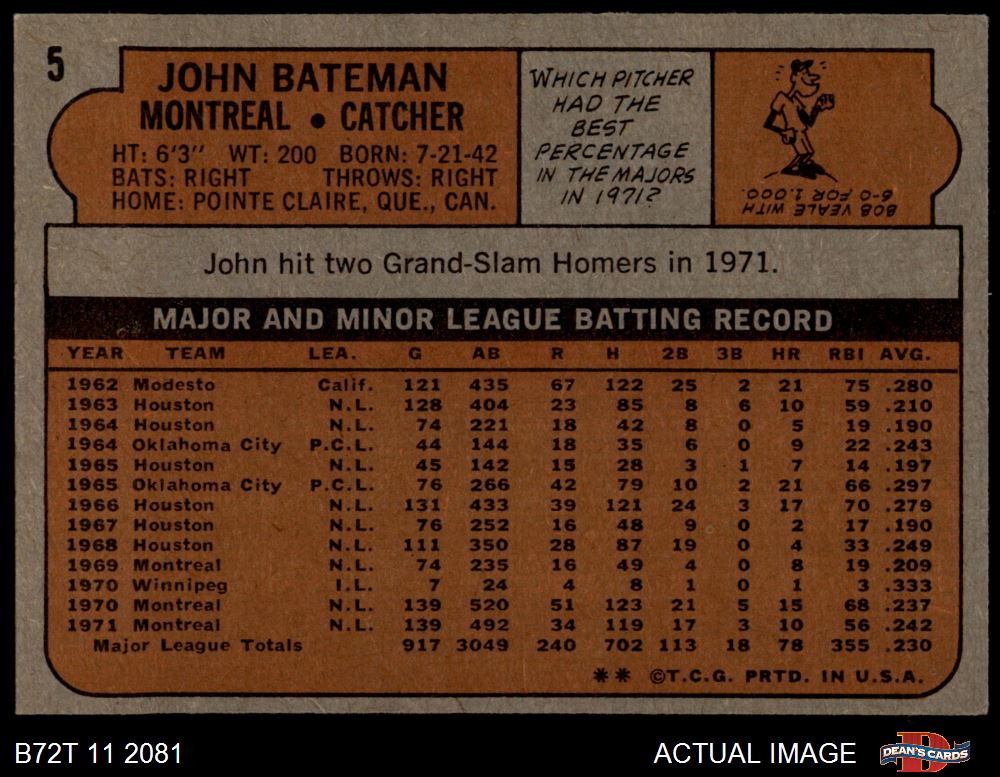 5
JOHN BATEMAN
MONTREAL • CATCHER
HT: 6'3" WT: 200 BORN: 7-21-42
BATS: RIGHT THROWS: RIGHT
HOME: POINTE CLAIRE, QUE., CAN.
WHICH PITCHER
HAD THE
BEST
PERCENTAGE
IN THE MAJORS
IN 1971?
BOB VEALE WITH
6-0 FOR 1.000.
John hit two Grand-Slam Homers in 1971.
MAJOR AND MINOR LEAGUE BATTING RECORD
YEAR TEAM LEA. G AB R H 2B 3B HR RBI AVG.
1962 Modesto Calif. 121 435 67 122 25 2 21 75 .280
1963 Houston N.L. 128 404 23 85 8 6 10 59 .210
1964 Houston N.L. 74 221 18 42 8 0 5 19 .190
1964 Oklahoma City P.C.L. 44 144 18 35 6 0 9 22 .243
1965 Houston N.L. 45 142 15 28 3 1 7 14 .197
1965 Oklahoma City P.C.L. 76 266 42 79 10 2 21 66 .297
1966 Houston N.L. 131 433 39 121 24 3 17 70 .279
1967 Houston N.L. 76 252 16 48 9 0 2 17 .190
1968 Houston N.L. 111 350 28 87 19 0 4 33 .249
1969 Montreal N.L. 74 235 16 49 4 0 8 19 .209
1970 Winnipeg I.L. 7 24 4 8 1 0 1 3 .333
1970 Montreal N.L. 139 520 51 123 21 5 15 68 .237
1971 Montreal N.L. 139 492 34 119 17 3 10 56 .242
Major League Totals 917 3049 240 702 113 18 78 355 .230
** ©T.C.G. PRTD. IN U.S.A.
B72T 11 2081
ACTUAL IMAGE
DEAN'S CARDS